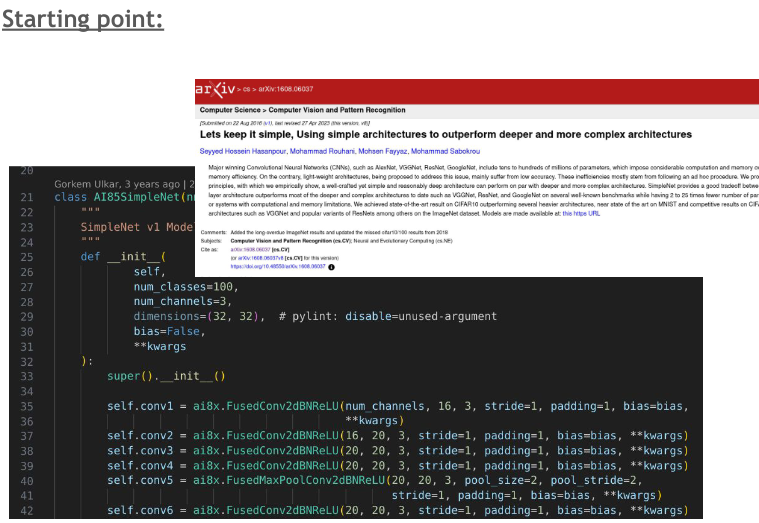 Starting point:
arXiv > cs > arXiv:1608.06037
Computer Science > Computer Vision and Pattern Recognition
[Submitted on 22 Aug 2016 (v1), last revised 27 Apr 2023 (this version, v8)]
Lets keep it simple, Using simple architectures to outperform deeper and more complex architectures
Seyyed Hossein Hasanpour, Mohammad Rouhani, Mohsen Fayyaz, Mohammad Sabokrou
Major winning Convolutional Neural Networks (CNNs), such as AlexNet, VGGNet, ResNet, GoogleNet, include tens to hundreds of millions of parameters, which impose considerable computation and memory
memory efficiency. On the contrary, light-weight architectures, being proposed to address this issue, mainly suffer from low accuracy. These inefficiencies mostly stem from following an ad hoc procedure. We
principles, with which we empirically show, a well-crafted yet simple and reasonably deep architecture can perform on par with deeper and more complex architectures. SimpleNet provides a good tradeoff
layer architecture outperforms most of the deeper and complex architectures to date such as VGGNet, ResNet, and GoogleNet on several well-known benchmarks while having 2 to 25 times fewer number of
or systems with computational and memory limitations. We achieved state-of-the-art result on CIFAR10 outperforming several heavier architectures, near state of the art on MNIST and competitive results on
architectures such as VGGNet and popular variants of ResNets among others on the ImageNet dataset. Models are made available at: this https URL
Comments: Added the long-overdue ImageNet results and updated the missed cifar10/100 results from 2018
Subjects: Computer Vision and Pattern Recognition (cs.CV); Neural and Evolutionary Computing (cs.NE)
Cite as: arXiv:1608.06037 [cs.CV]
(or arXiv:1608.06037v8 [cs.CV] for this version)
https://doi.org/10.48550/arXiv.1608.06037
20
Gorkem Ulkar, 3 years ago | 2
21 class AI85SimpleNet(n
22 """
23 SimpleNet v1 Mode
24 """
25 def __init__(
26 self,
27 num_classes=100,
28 num_channels=3,
29 dimensions=(32, 32), # pylint: disable=unused-argument
30 bias=False,
31 **kwargs
32 ):
33 super().__init__()
34
35 self.conv1 = ai8x.FusedConv2dBNReLU(num_channels, 16, 3, stride=1, padding=1, bias=bias,
36 **kwargs)
37 self.conv2 = ai8x.FusedConv2dBNReLU(16, 20, 3, stride=1, padding=1, bias=bias, **kwargs)
38 self.conv3 = ai8x.FusedConv2dBNReLU(20, 20, 3, stride=1, padding=1, bias=bias, **kwargs)
39 self.conv4 = ai8x.FusedConv2dBNReLU(20, 20, 3, stride=1, padding=1, bias=bias, **kwargs)
40 self.conv5 = ai8x.FusedMaxPoolConv2dBNReLU(20, 20, 3, pool_size=2, pool_stride=2,
41 stride=1, padding=1, bias=bias, **kwargs)
42 self.conv6 = ai8x.FusedConv2dBNReLU(20, 20, 3, stride=1, padding=1, bias=bias, **kwargs)